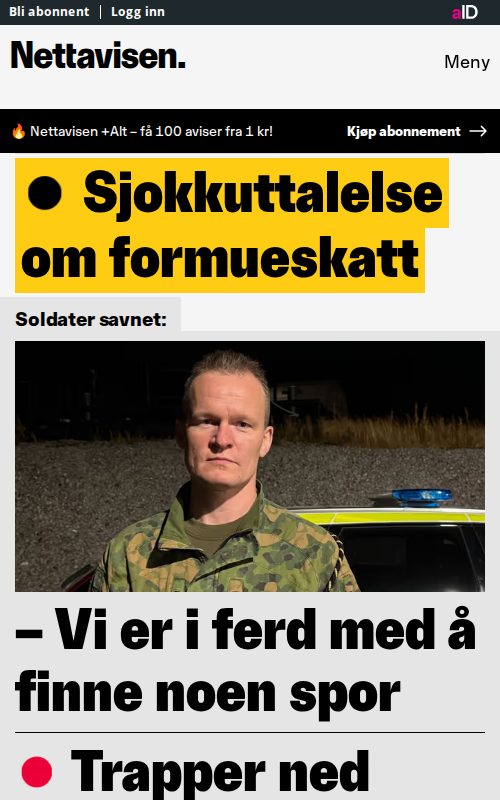 Bli abonnent | Logg inn
aID
Nettavisen.
Meny
🔥 Nettavisen +Alt – få 100 aviser fra 1 kr!
Kjøp abonnement →
● Sjokkuttalelse
om formueskatt
Soldater savnet:
– Vi er i ferd med å
finne noen spor
● Trapper ned